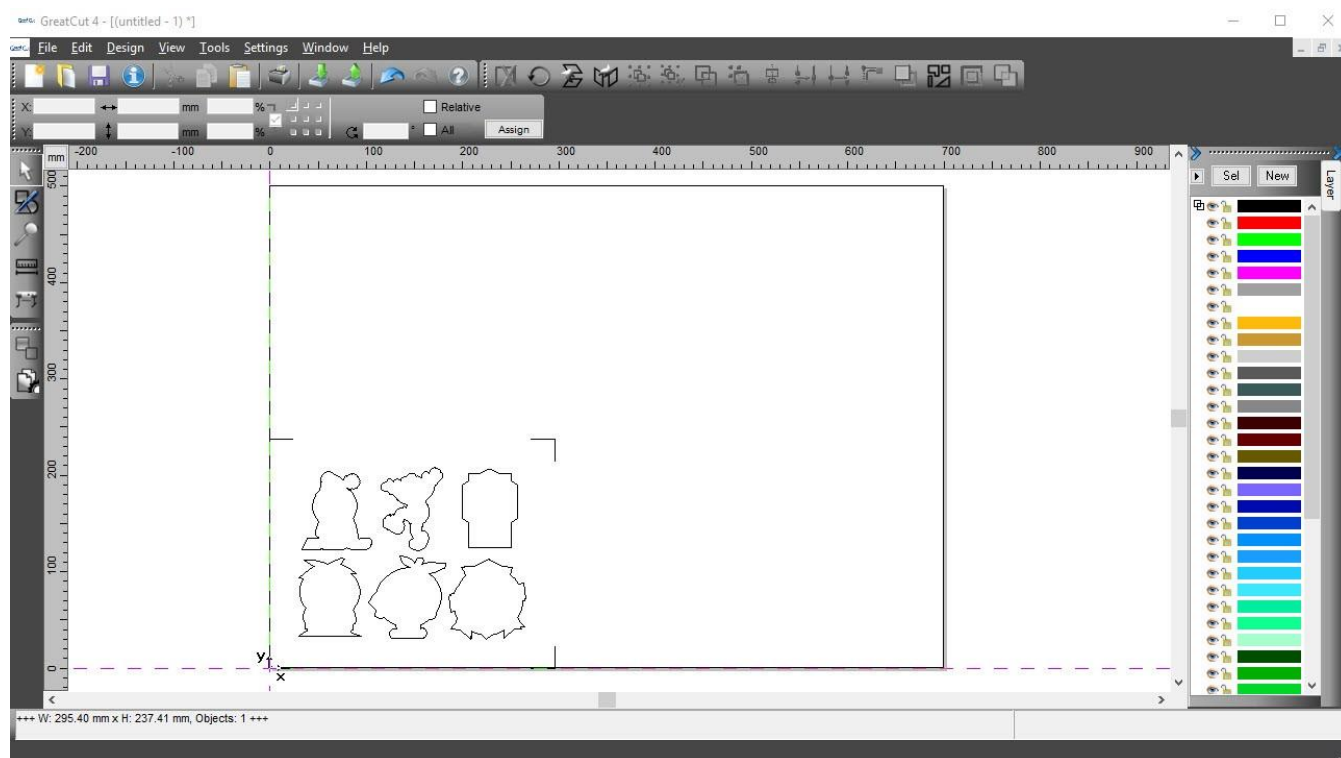 GreatCut 4 - [(untitled - 1) *]
File Edit Design View Tools Settings Window Help
X: mm % Relative
Y: mm % ° All Assign
mm -200 -100 0 100 200 300 400 500 600 700 800 900
Sel New
Layer
500
400
300
200
100
0
y
x
+++ W: 295.40 mm x H: 237.41 mm, Objects: 1 +++